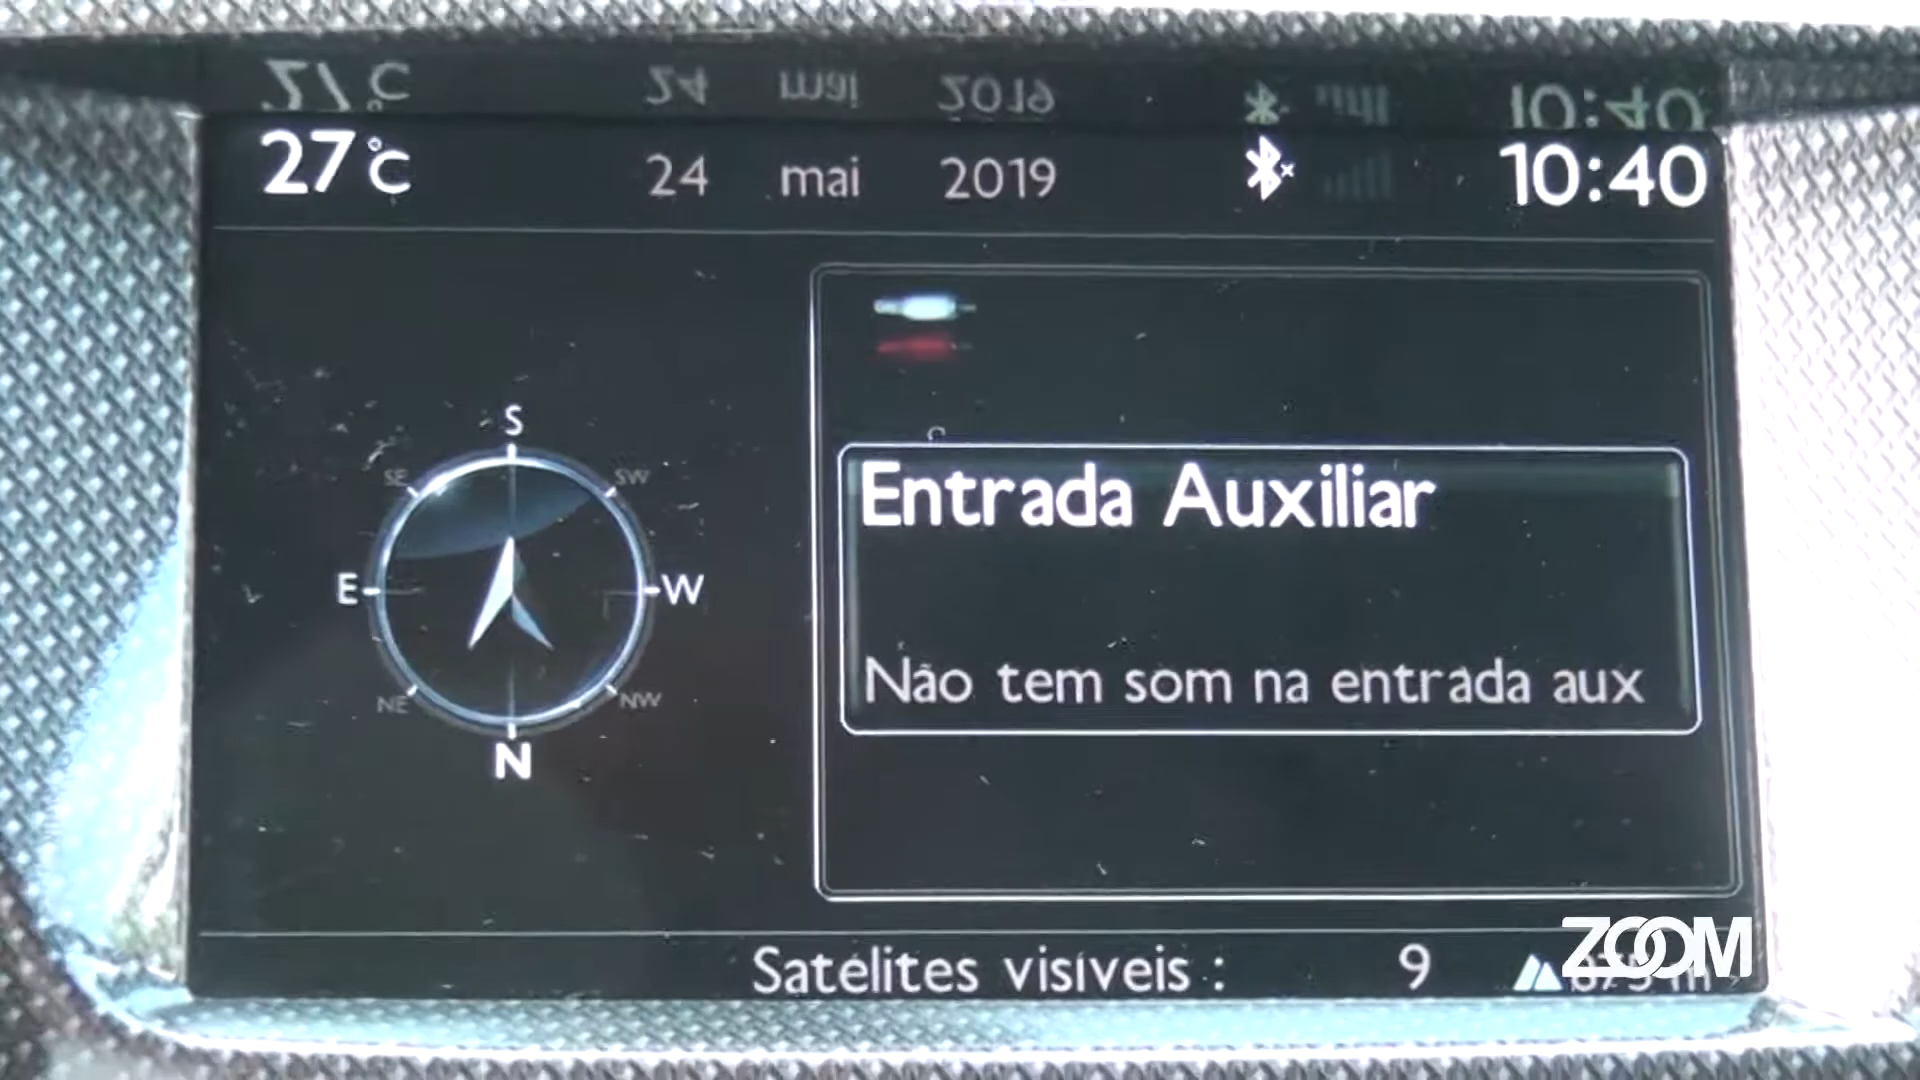 27°C 24 mai 2019 10:40
S
SE SW
E W
NE NW
N
Entrada Auxiliar
Não tem som na entrada aux
Satélites visíveis : 9
ZOOM